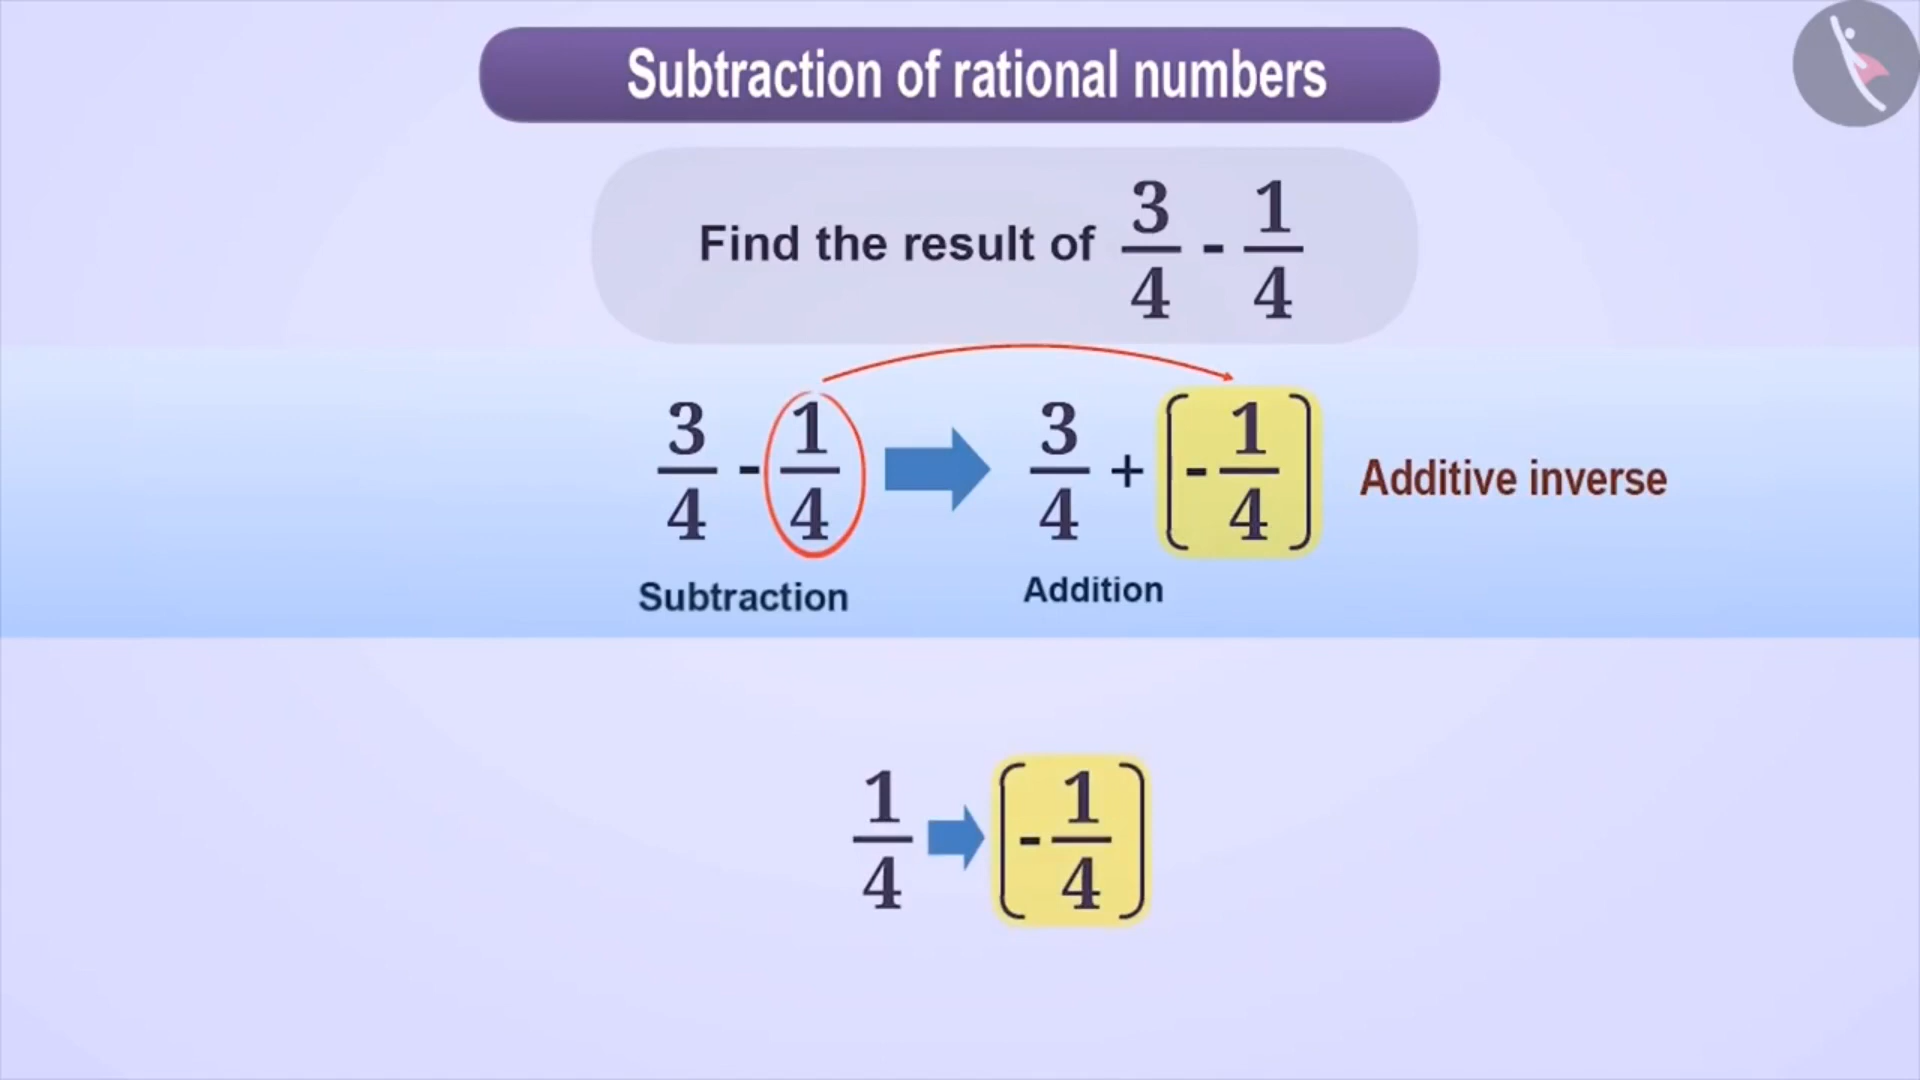 Subtraction of rational numbers
Find the result of 3/4 - 1/4
3/4 - 1/4 3/4 + (- 1/4) Additive inverse
Subtraction Addition
1/4 (- 1/4)